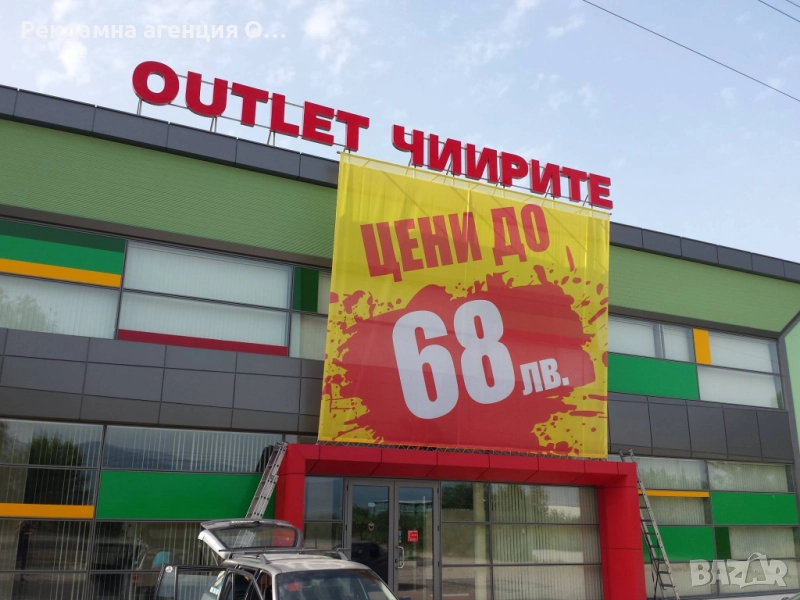 Рекламна агенция О...
OUTLET ЧИИРИТЕ
ЦЕНИ ДО
68 лв.
BAZAR